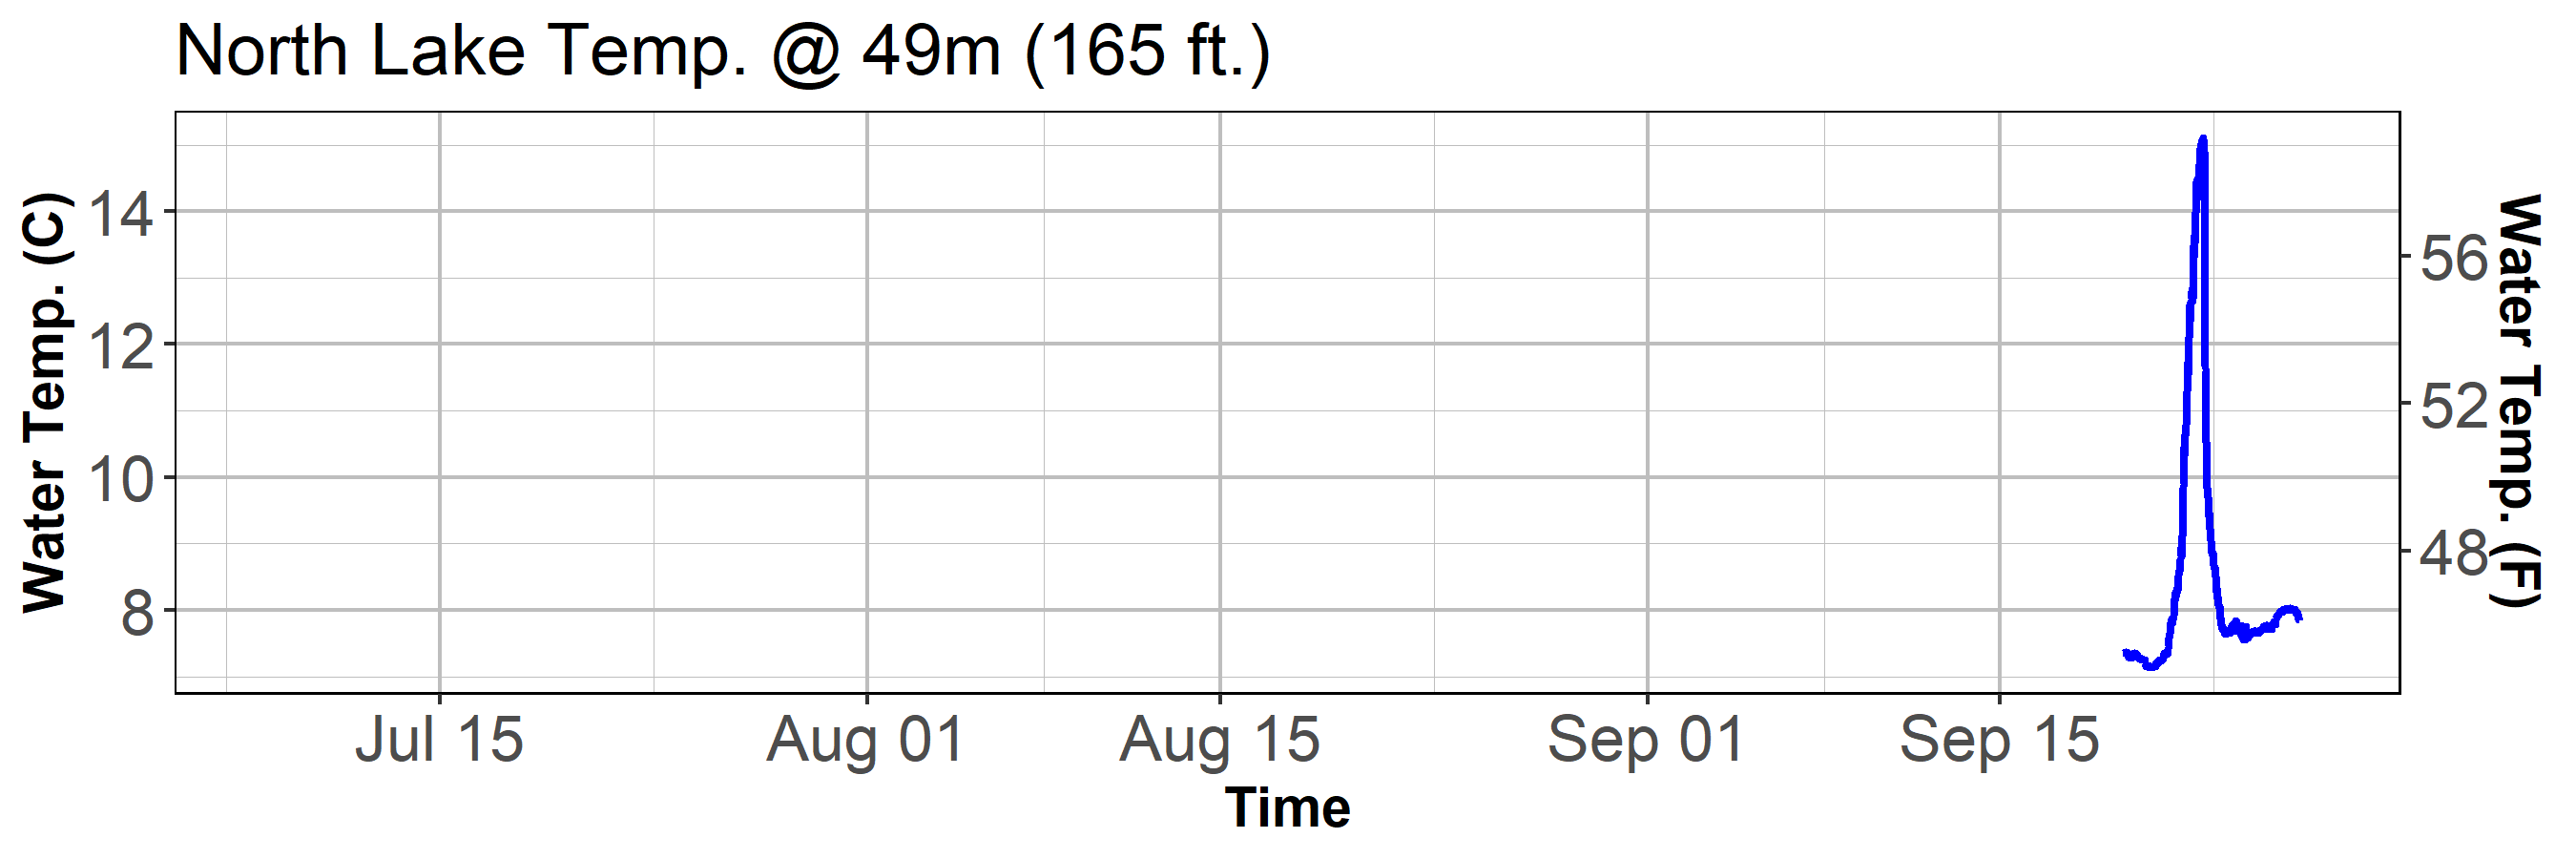 North Lake Temp. @ 49m (165 ft.)
Water Temp. (C)
14
12
10
8
56
52
48
Water Temp. (F)
Jul 15
Aug 01
Aug 15
Sep 01
Sep 15
Time